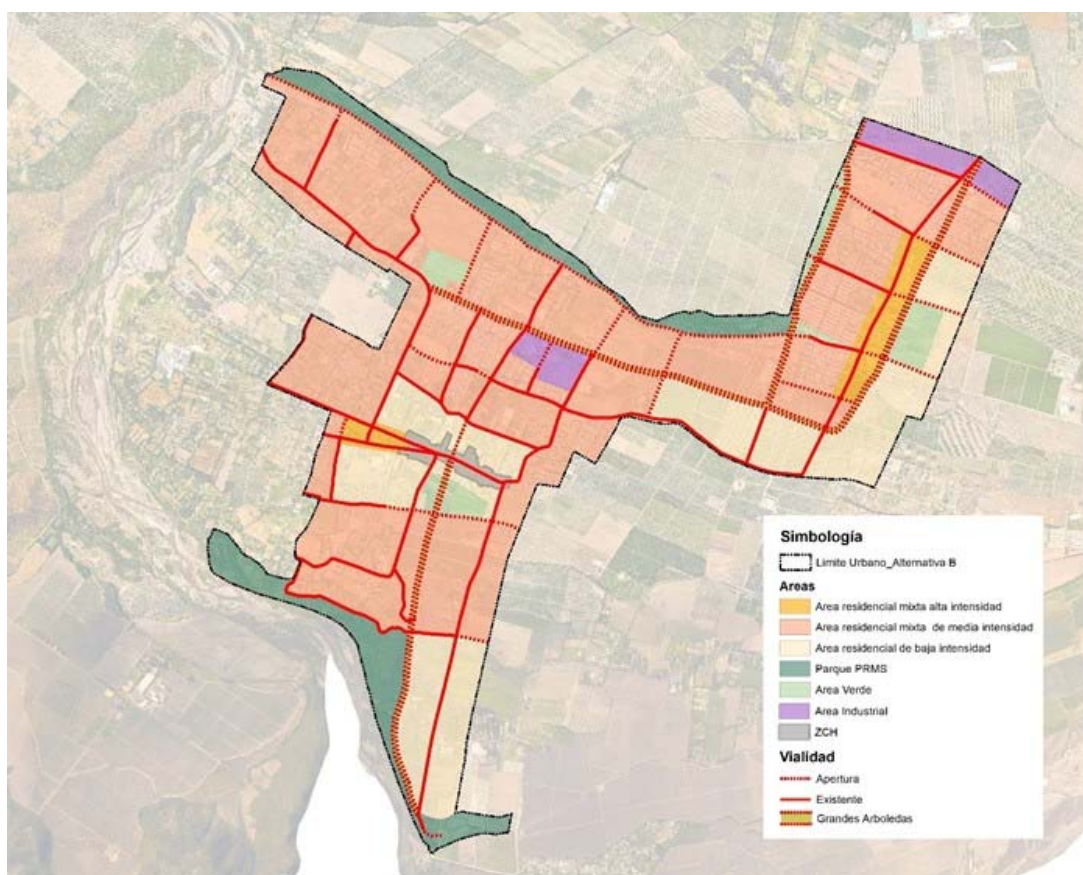 Simbología
Limite Urbano_Alternativa B
Areas
Area residencial mixta alta intensidad
Area residencial mixta de media intensidad
Area residencial de baja intensidad
Parque PRMS
Area Verde
Area Industrial
ZCH
Vialidad
Apertura
Existente
Grandes Arboledas